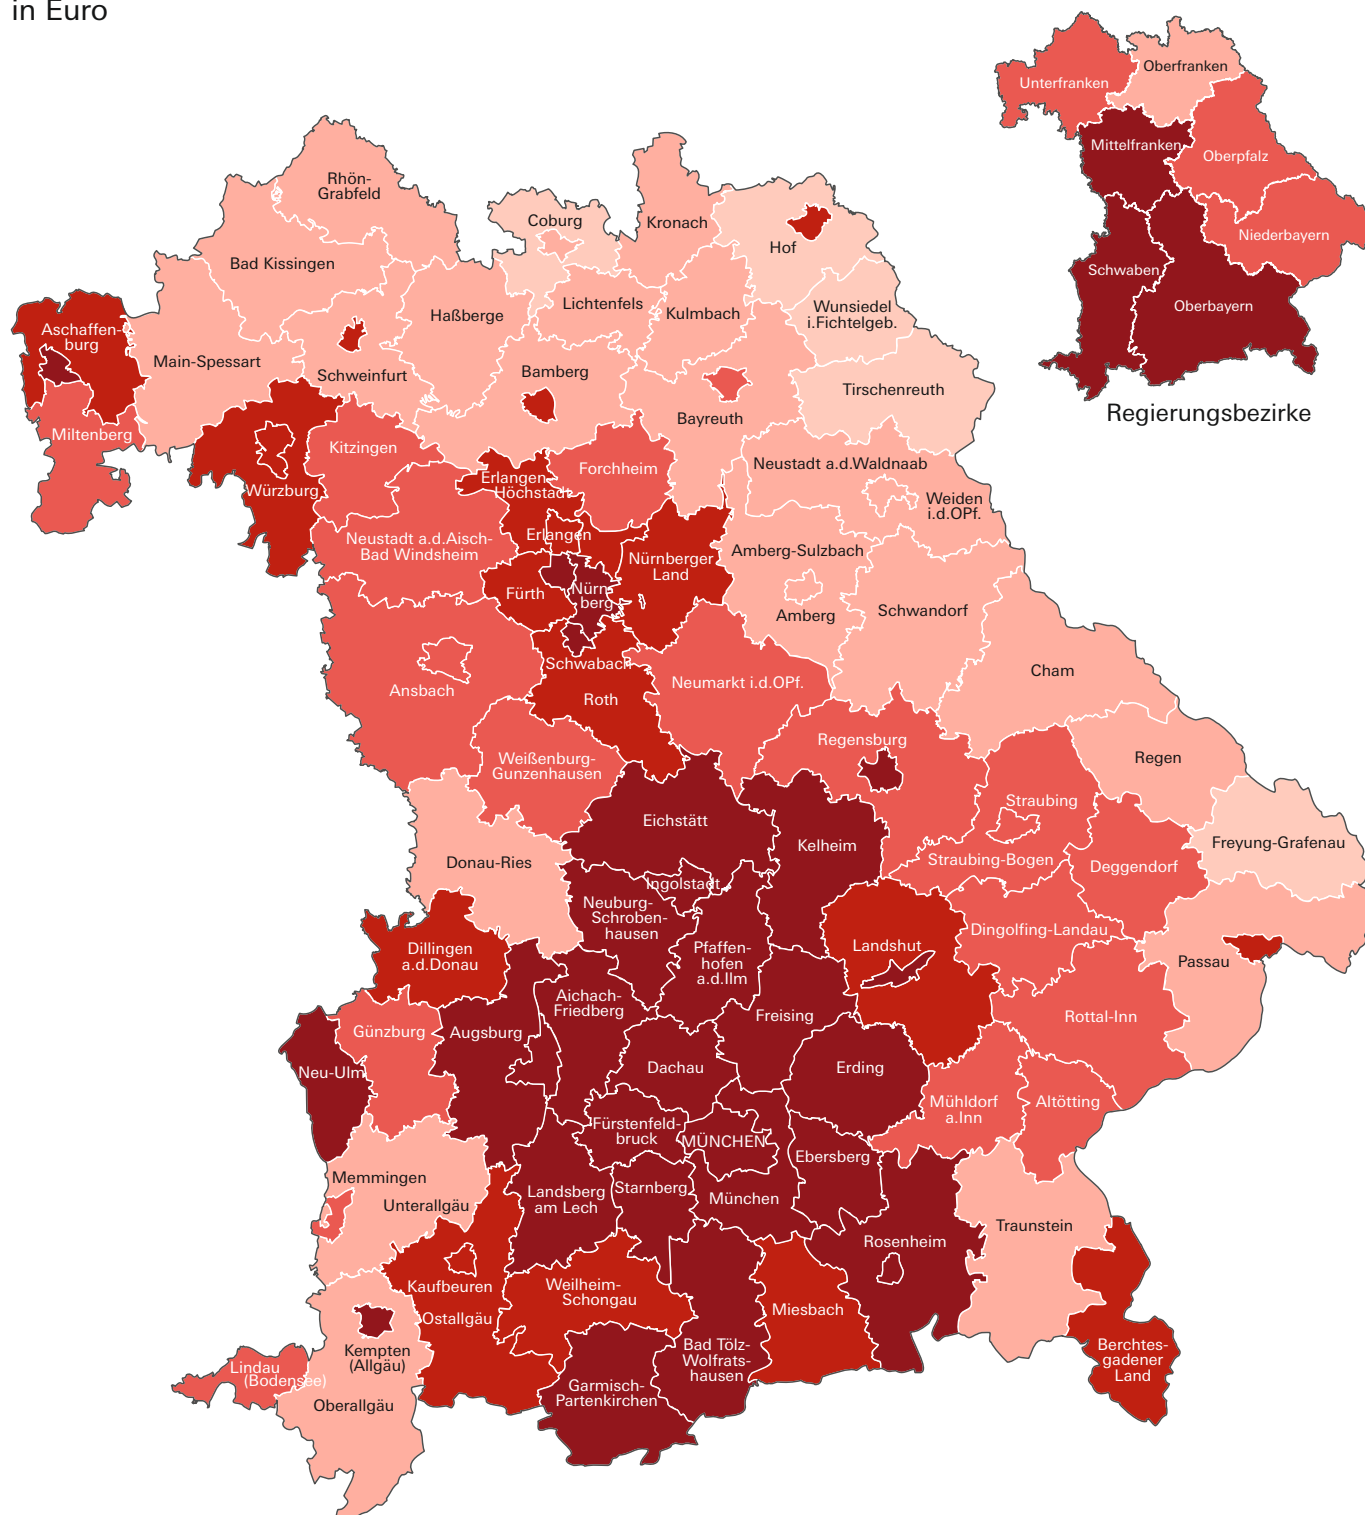 in Euro
Unterfranken
Oberfranken
Mittelfranken
Oberpfalz
Niederbayern
Schwaben
Oberbayern
Regierungsbezirke
Rhön-
Grabfeld
Coburg
Kronach
Hof
Bad Kissingen
Lichtenfels
Haßberge
Kulmbach
Wunsiedel
i.Fichtelgeb.
Aschaffen-
burg
Main-Spessart
Schweinfurt
Bamberg
Tirschenreuth
Bayreuth
Miltenberg
Kitzingen
Forchheim
Neustadt a.d.Waldnaab
Erlangen-
Höchstadt
Würzburg
Weiden
i.d.OPf.
Neustadt a.d.Aisch-
Bad Windsheim
Erlangen
Nürnberger
Land
Amberg-Sulzbach
Fürth
Nürn-
berg
Amberg
Schwandorf
Schwabach
Cham
Ansbach
Roth
Neumarkt i.d.OPf.
Regensburg
Weißenburg-
Gunzenhausen
Regen
Straubing
Eichstätt
Kelheim
Freyung-Grafenau
Donau-Ries
Straubing-Bogen
Deggendorf
Ingolstadt
Neuburg-
Schroben-
hausen
Dingolfing-Landau
Dillingen
a.d.Donau
Pfaffen-
hofen
a.d.Ilm
Landshut
Passau
Aichach-
Friedberg
Günzburg
Augsburg
Freising
Rottal-Inn
Neu-Ulm
Dachau
Erding
Mühldorf
a.Inn
Altötting
Fürstenfeld-
bruck
MÜNCHEN
Ebersberg
Memmingen
Unterallgäu
Landsberg
am Lech
Starnberg
München
Traunstein
Rosenheim
Kaufbeuren
Weilheim-
Schongau
Ostallgäu
Miesbach
Kempten
(Allgäu)
Bad Tölz-
Wolfrats-
hausen
Berchtes-
gadener
Land
Lindau
(Bodensee)
Garmisch-
Partenkirchen
Oberallgäu